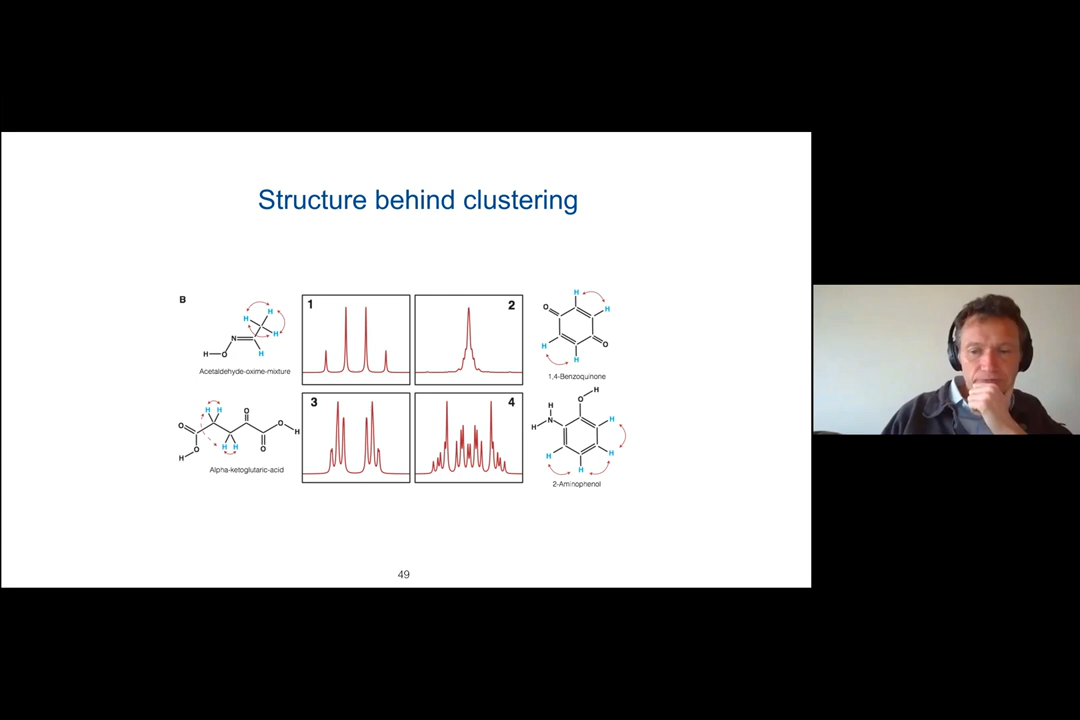 Structure behind clustering
B
1
2
3
4
H
H
H
N
H
H
O
Acetaldehyde-oxime-mixture
H
O
H
H
H
O
1,4-Benzoquinone
H
H
O
O
O
H
O
O
H
H
H
Alpha-ketoglutaric-acid
H
O
H
N
H
H
H
H
H
2-Aminophenol
49